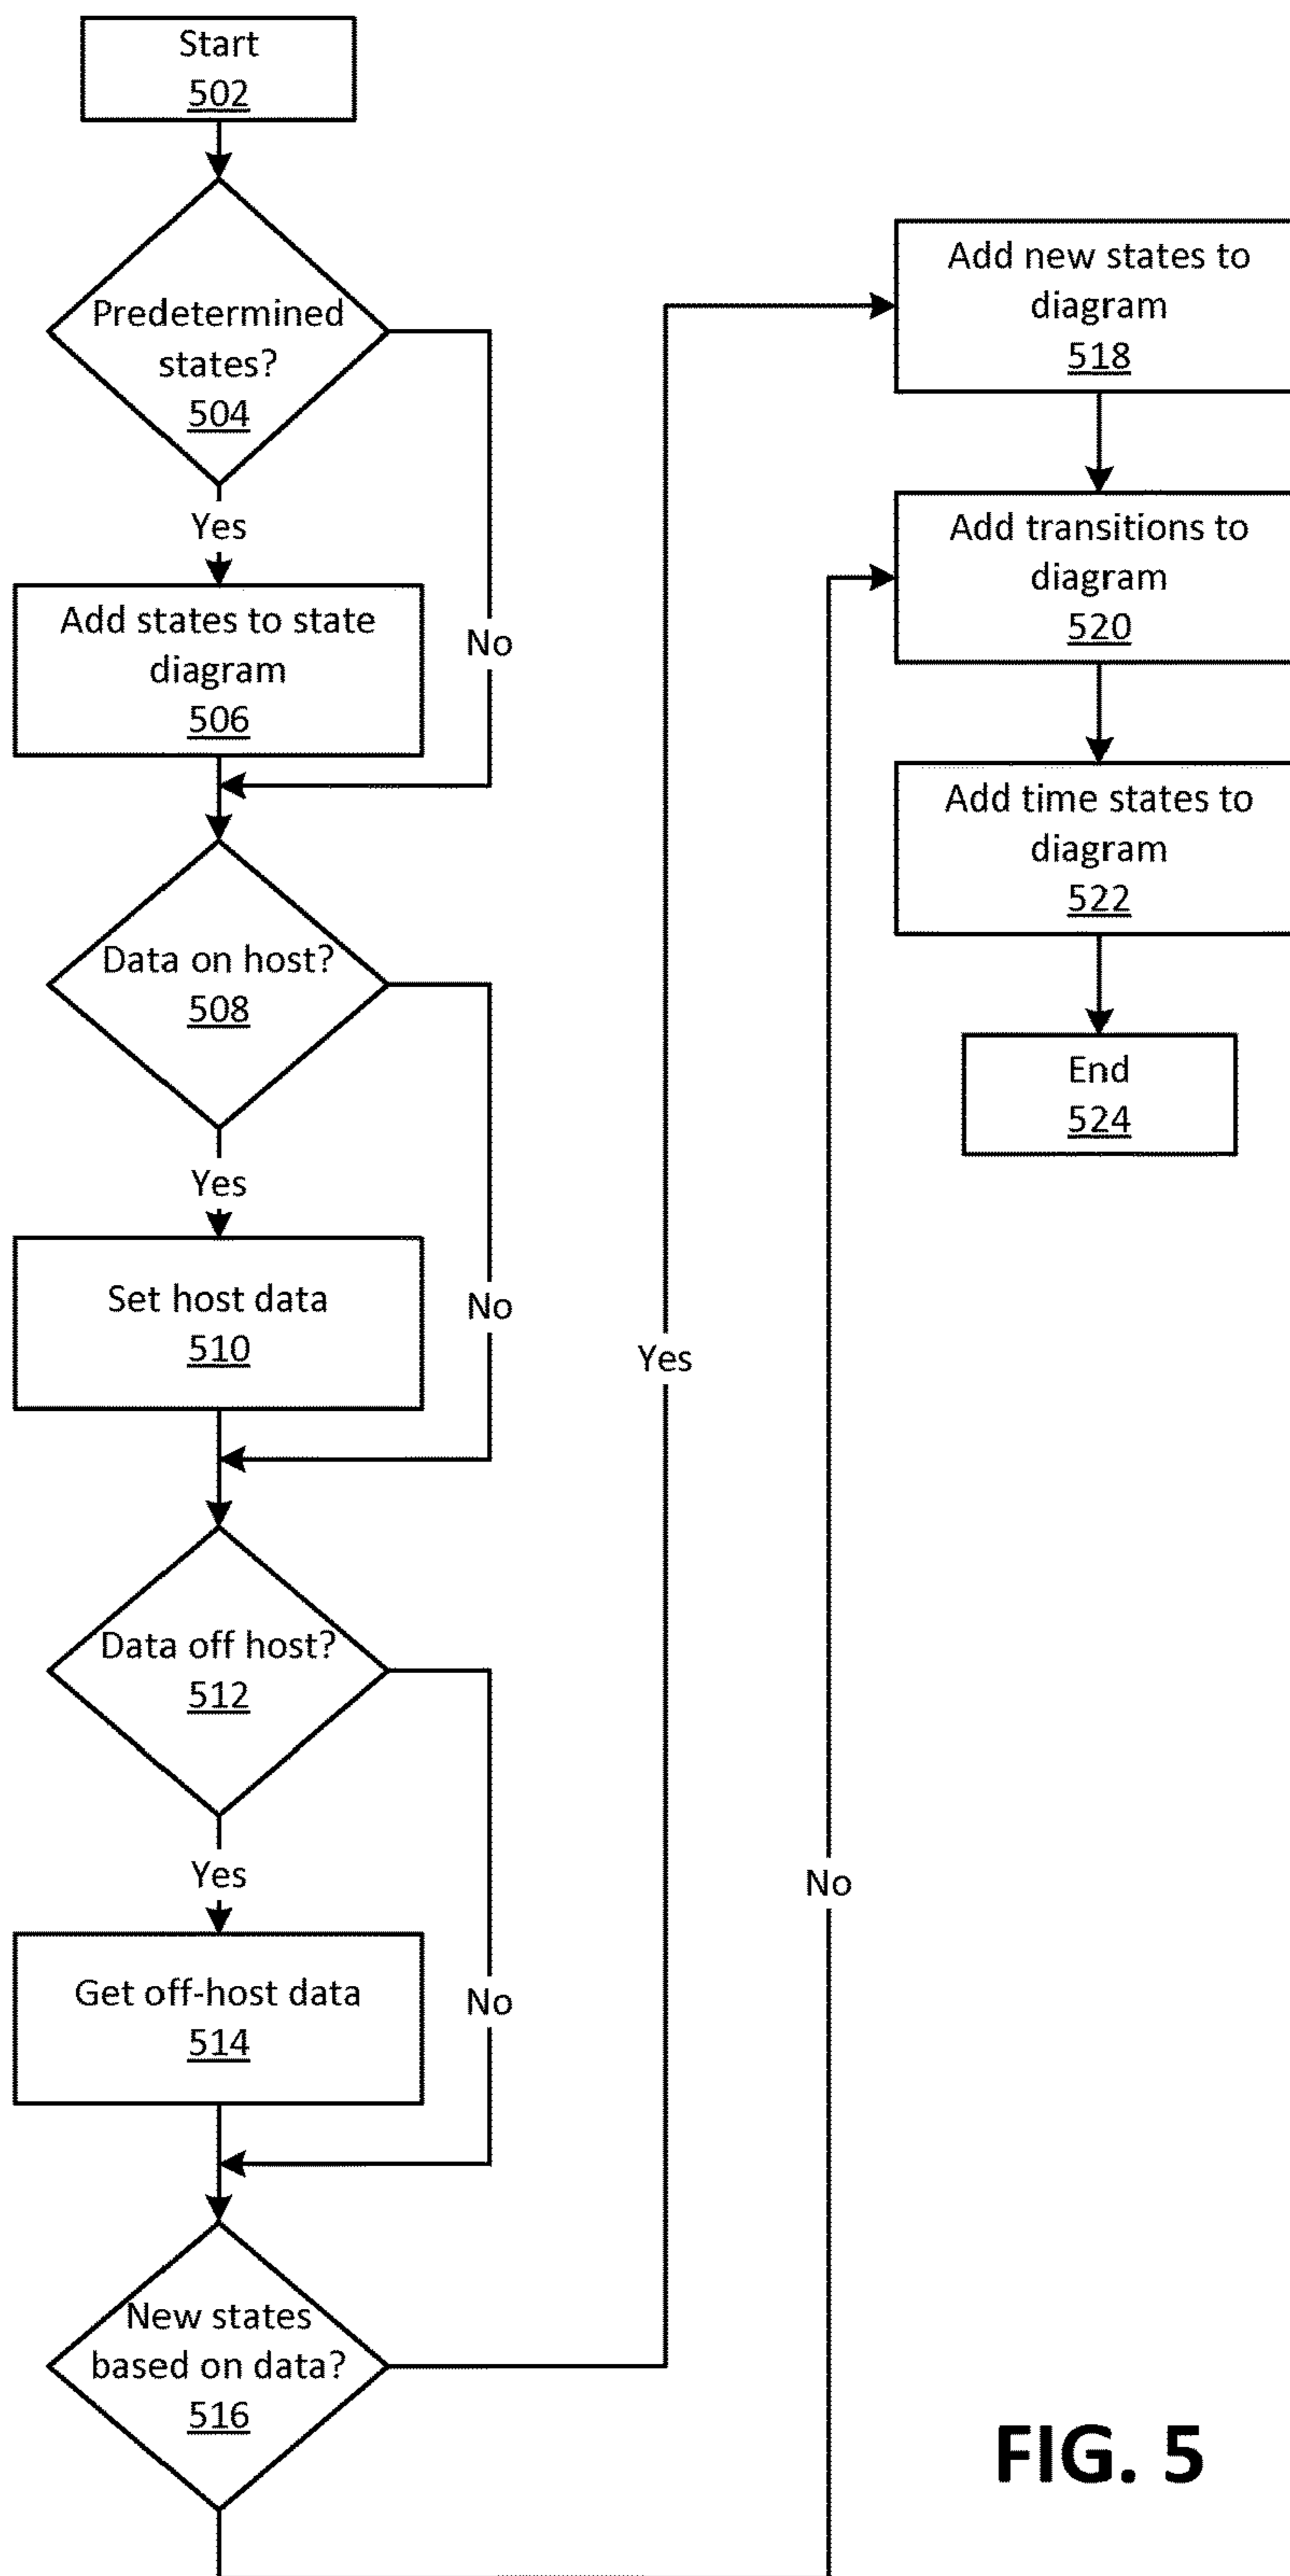 Start
502
Predetermined
states?
504
Yes
No
Add states to state
diagram
506
Data on host?
508
Yes
No
Set host data
510
Data off host?
512
Yes
No
Get off-host data
514
New states
based on data?
516
Yes
No
Add new states to
diagram
518
Add transitions to
diagram
520
Add time states to
diagram
522
End
524
FIG. 5